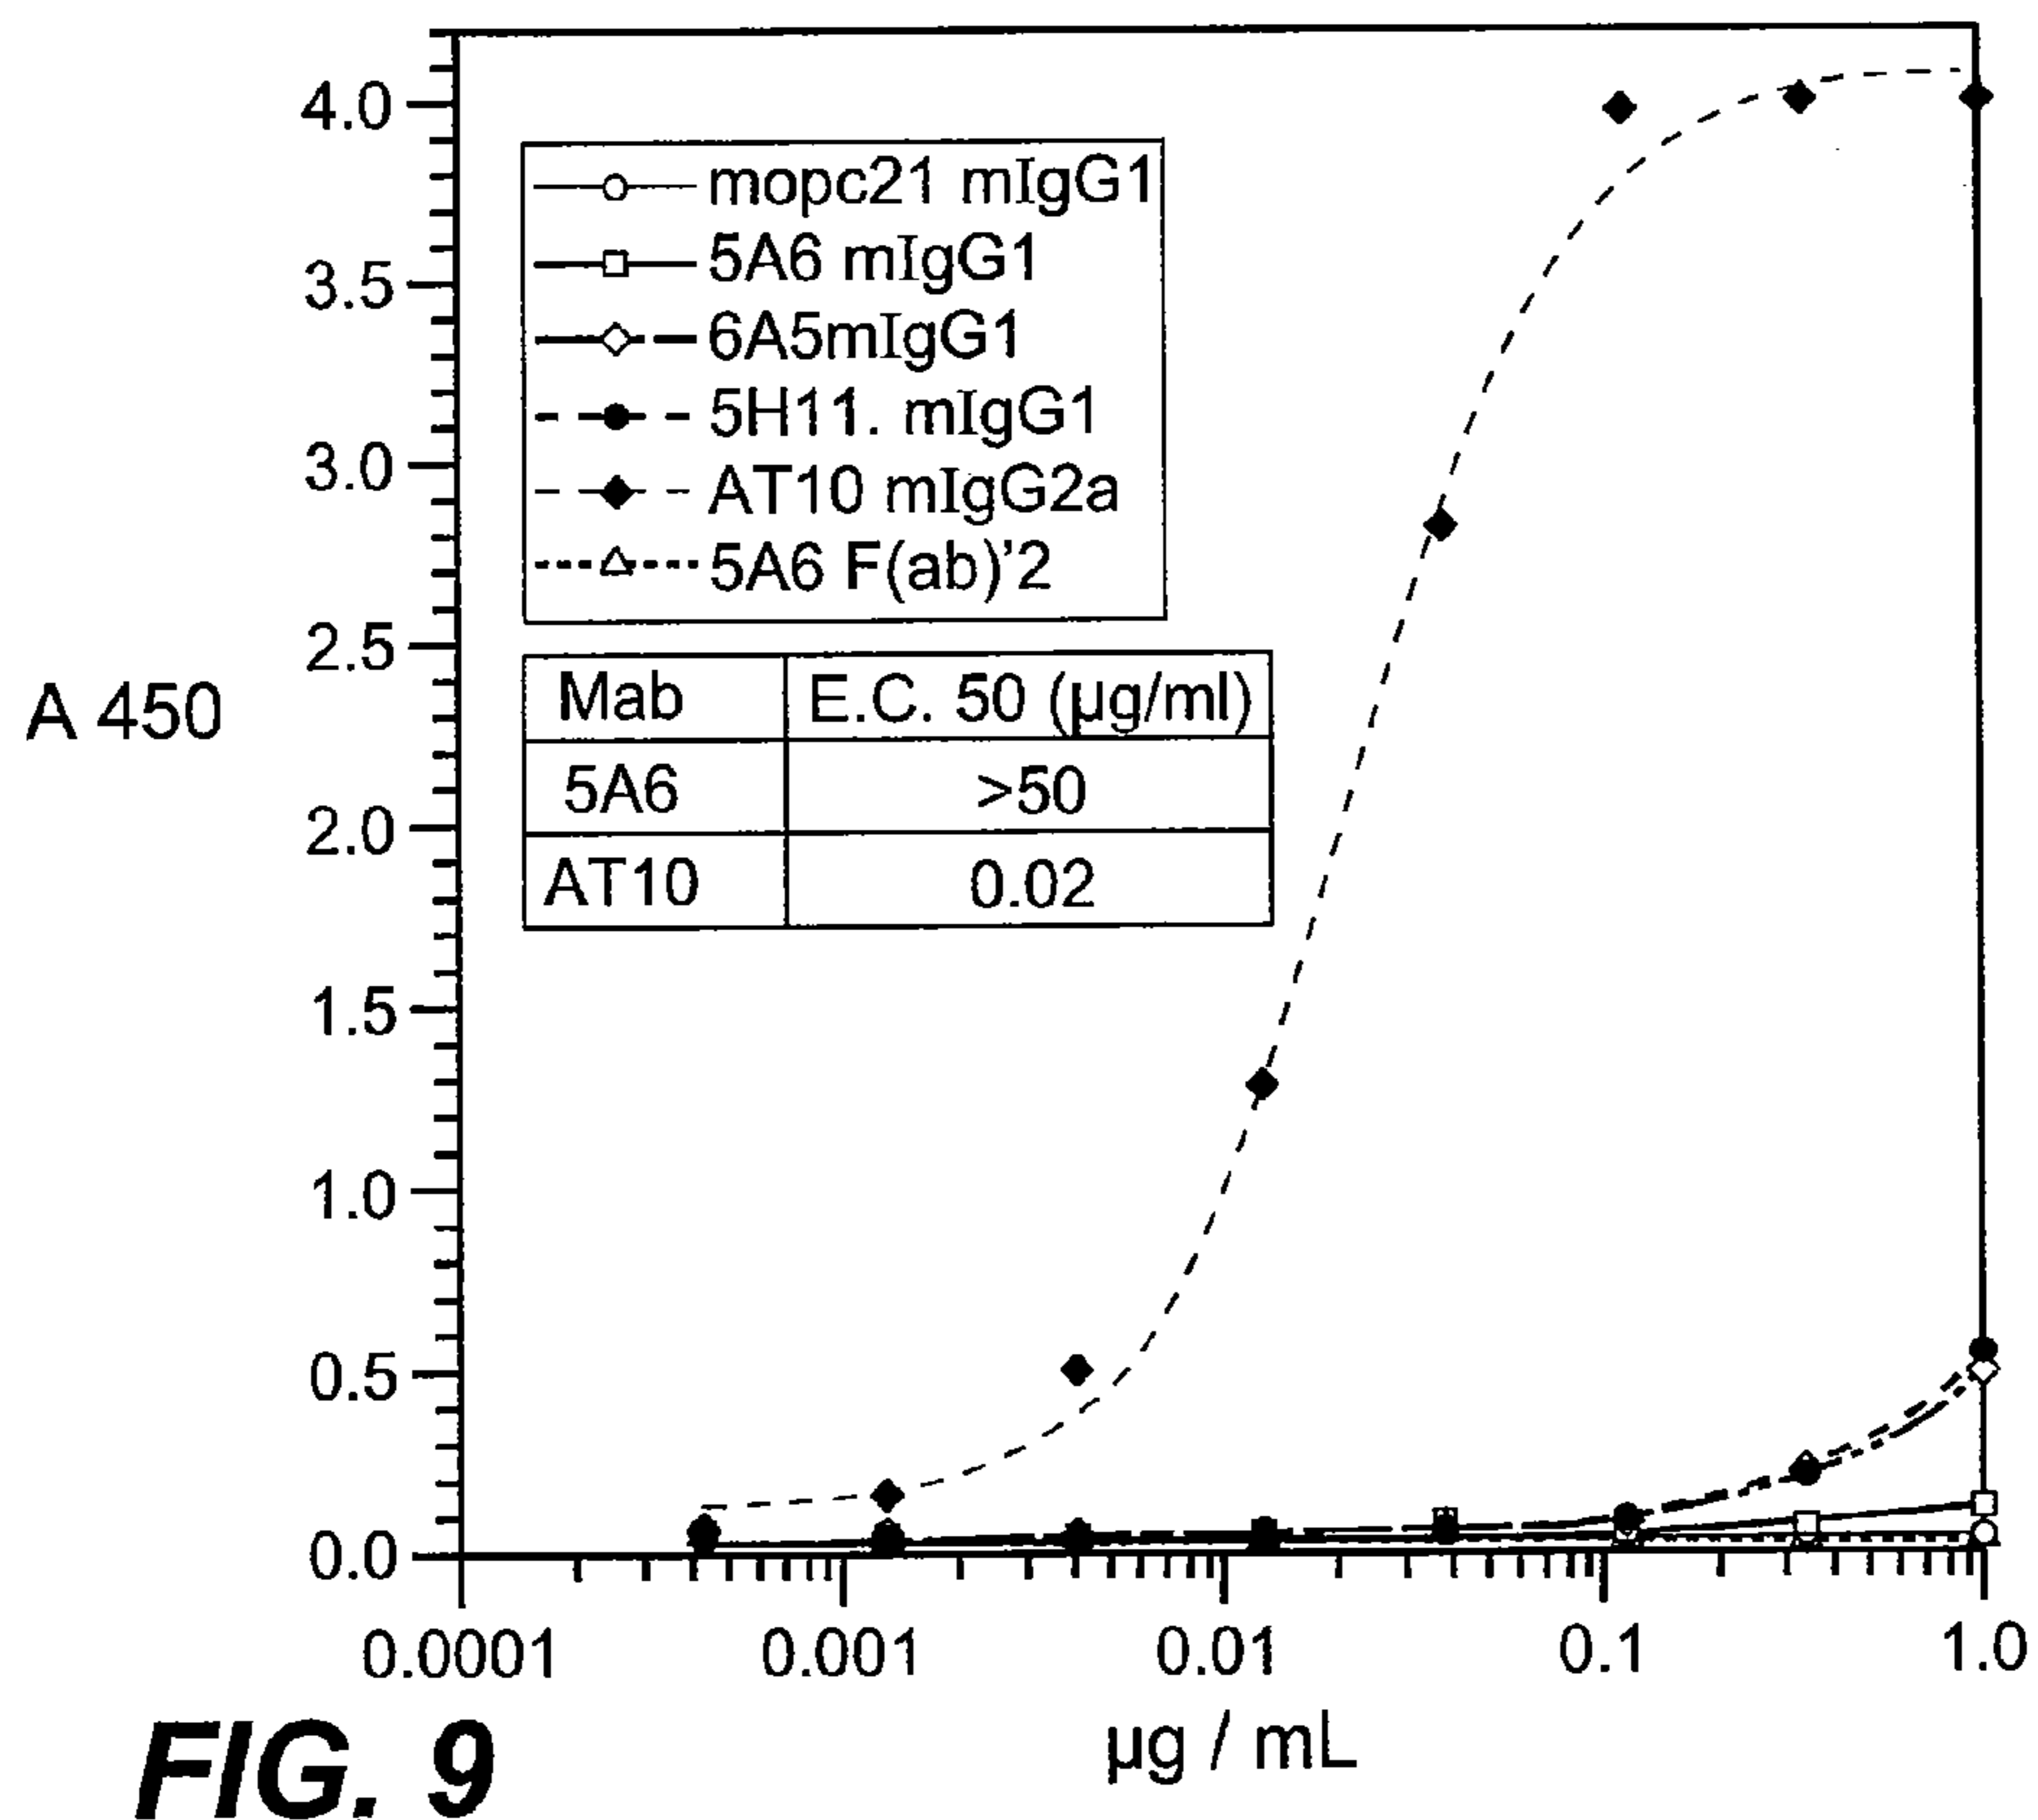 4.0
3.5
3.0
2.5
2.0
1.5
1.0
0.5
0.0
A 450
mopc21 mIgG1
5A6 mIgG1
6A5mIgG1
5H11. mIgG1
AT10 mIgG2a
5A6 F(ab)'2
Mab E.C. 50 (µg/ml)
5A6 >50
AT10 0.02
0.0001 0.001 0.01 0.1 1.0
µg / mL
FIG. 9